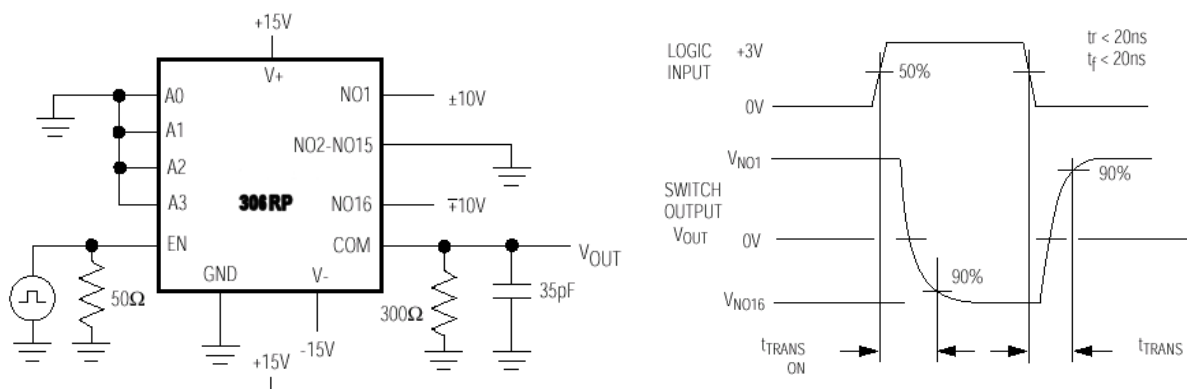 +15V
V+
A0
A1
A2
A3
EN
306RP
NO1
NO2-NO15
NO16
COM
GND
V-
±10V
∓10V
VOUT
50Ω
300Ω
35pF
-15V
+15V
LOGIC
INPUT
+3V
0V
50%
tr < 20ns
tf < 20ns
VNO1
SWITCH
OUTPUT
VOUT
0V
VNO16
90%
90%
tTRANS
ON
tTRANS